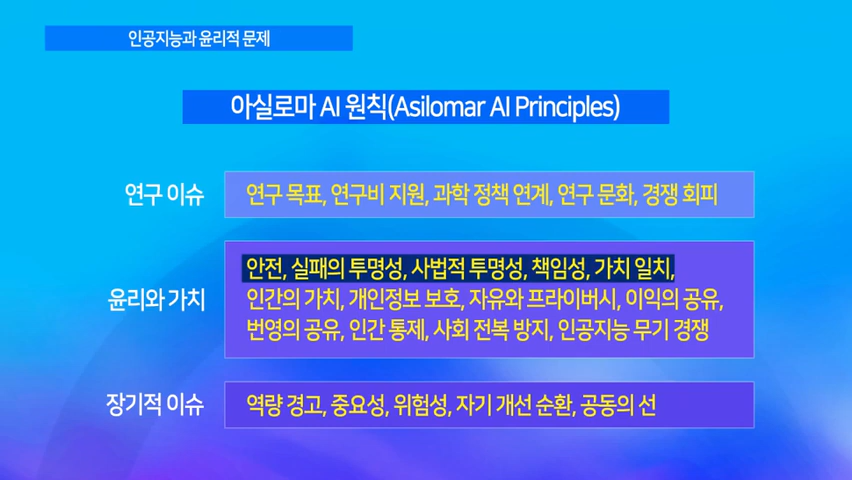 인공지능과 윤리적 문제
아실로마 AI 원칙(Asilomar AI Principles)
연구 이슈
연구 목표, 연구비 지원, 과학 정책 연계, 연구 문화, 경쟁 회피
윤리와 가치
안전, 실패의 투명성, 사법적 투명성, 책임성, 가치 일치,
인간의 가치, 개인정보 보호, 자유와 프라이버시, 이익의 공유,
번영의 공유, 인간 통제, 사회 전복 방지, 인공지능 무기 경쟁
장기적 이슈
역량 경고, 중요성, 위험성, 자기 개선 순환, 공동의 선